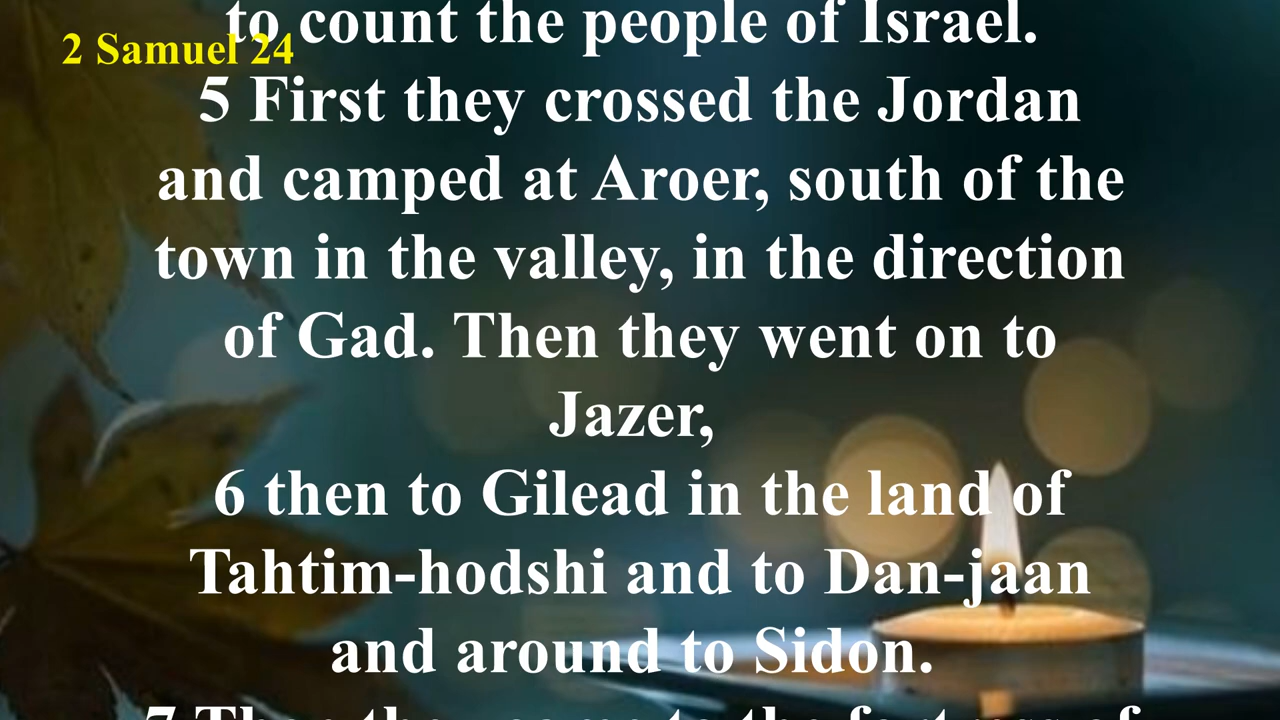 to count the people of Israel.
2 Samuel 24
5 First they crossed the Jordan
and camped at Aroer, south of the
town in the valley, in the direction
of Gad. Then they went on to
Jazer,
6 then to Gilead in the land of
Tahtim-hodshi and to Dan-jaan
and around to Sidon.
7 Then they came to the fortress of